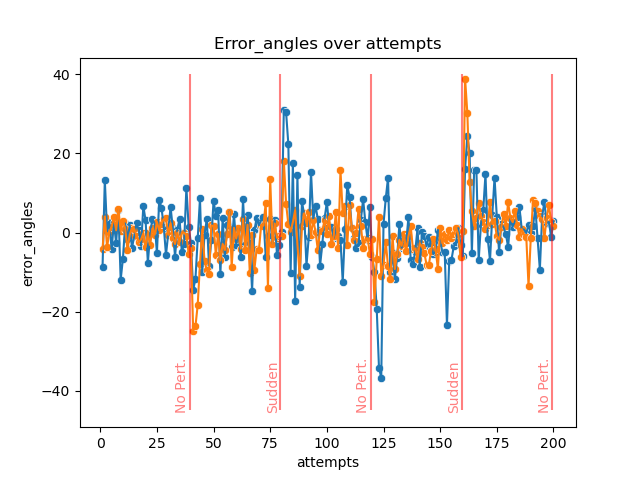 Error_angles over attempts
error_angles
40
20
0
−20
−40
No Pert.
Sudden
No Pert.
Sudden
No Pert.
0 25 50 75 100 125 150 175 200
attempts